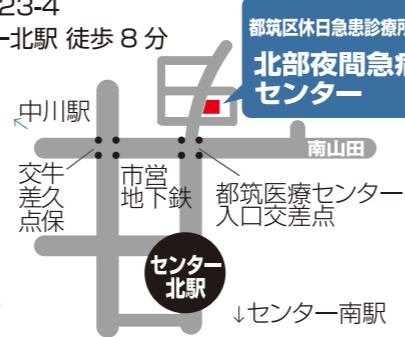 23-4
ー北駅 徒歩 8 分
都筑区休日急患診療所
北部夜間急病
センター
中川駅
南山田
交牛
差久
点保
市営
地下鉄
都筑医療センター
入口交差点
センター
北駅
↓センター南駅